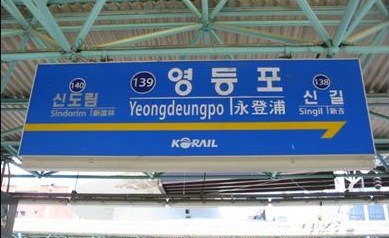 140
신도림
Sindorim 新道林
139
영등포
Yeongdeungpo 永登浦
138
신길
Singil 新吉
KORAIL